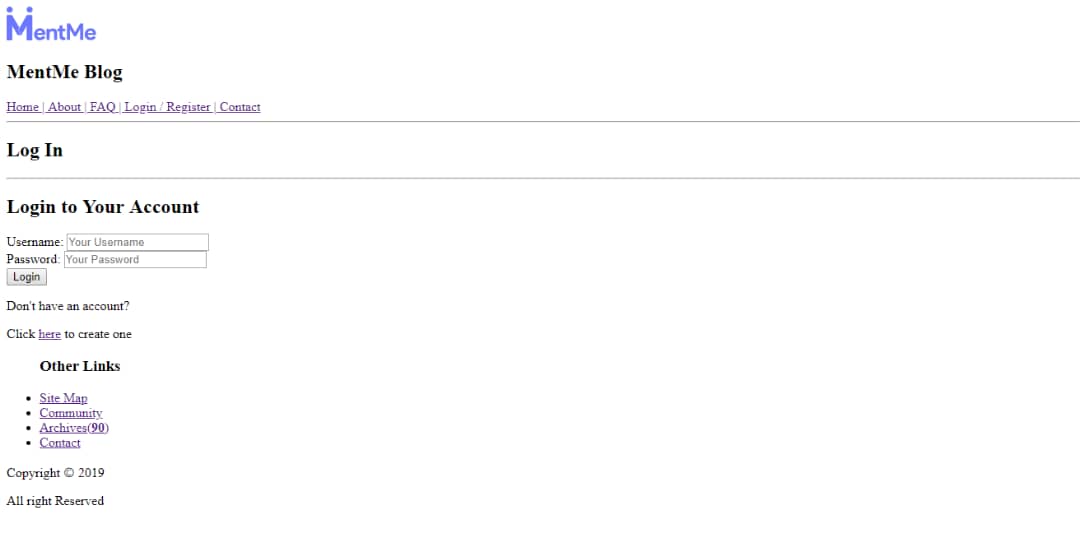 MentMe
MentMe Blog
Home | About | FAQ | Login / Register | Contact
Log In
Login to Your Account
Username: Your Username
Password: Your Password
Login
Don't have an account?
Click here to create one
Other Links
Site Map
Community
Archives(90)
Contact
Copyright © 2019
All right Reserved